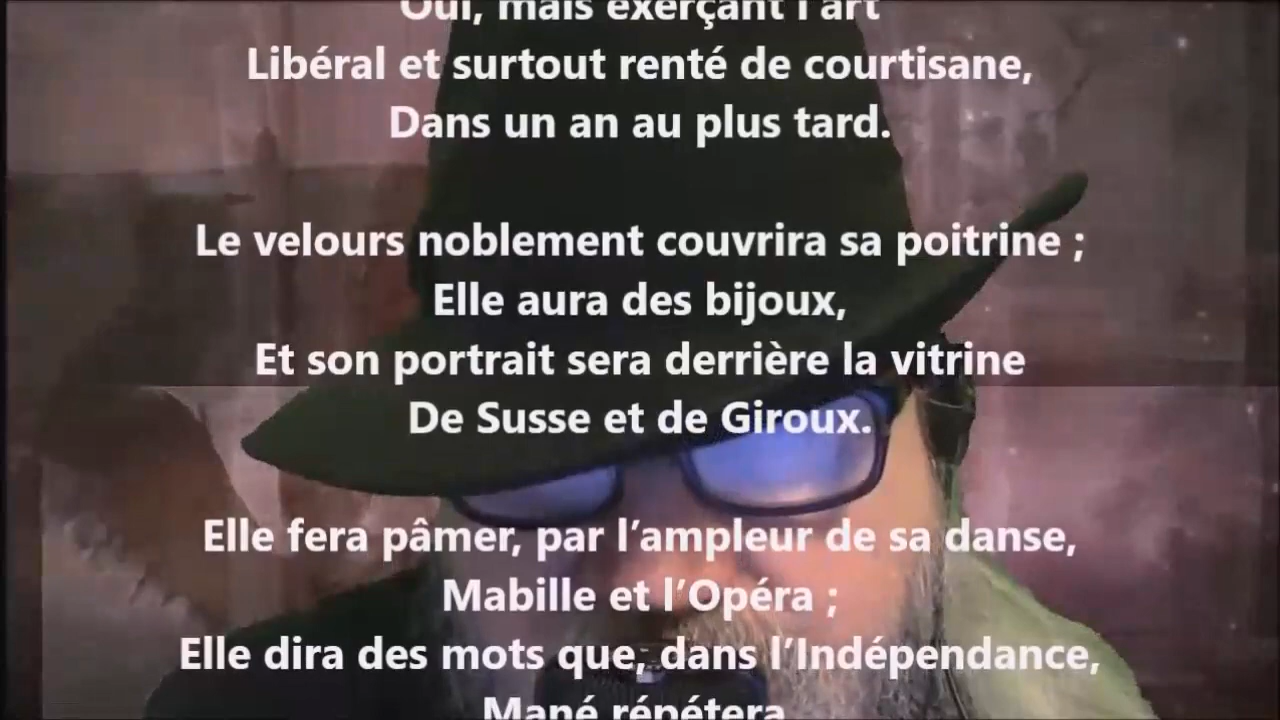 Oui, mais exerçant l'art
Libéral et surtout renté de courtisane,
Dans un an au plus tard.
Le velours noblement couvrira sa poitrine ;
Elle aura des bijoux,
Et son portrait sera derrière la vitrine
De Susse et de Giroux.
Elle fera pâmer, par l’ampleur de sa danse,
Mabille et l’Opéra ;
Elle dira des mots que, dans l’Indépendance,
Mané répétera